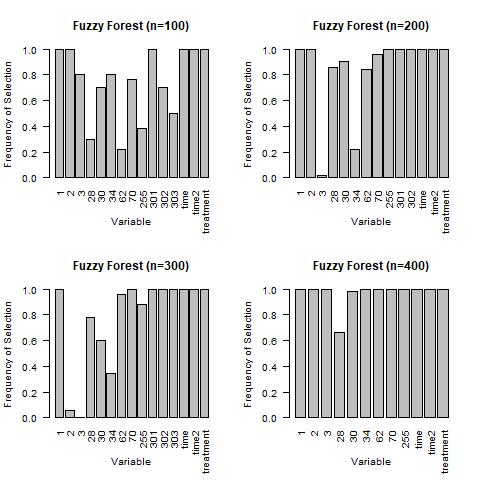 Fuzzy Forest (n=100)
Frequency of Selection
1.0
0.8
0.6
0.4
0.2
0.0
1
2
3
28
30
34
62
70
255
301
302
303
time
time2
treatment
Variable
Fuzzy Forest (n=200)
Frequency of Selection
1.0
0.8
0.6
0.4
0.2
0.0
1
2
3
28
30
34
62
70
255
301
302
time
time2
treatment
Variable
Fuzzy Forest (n=300)
Frequency of Selection
1.0
0.8
0.6
0.4
0.2
0.0
1
2
3
28
30
34
62
70
255
301
302
303
time
time2
treatment
Variable
Fuzzy Forest (n=400)
Frequency of Selection
1.0
0.8
0.6
0.4
0.2
0.0
1
2
3
28
30
34
62
70
255
time
time2
treatment
Variable